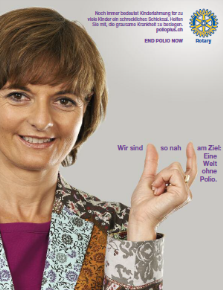 Noch immer bedeutet Kinderlähmung für zu
viele Kinder ein schreckliches Schicksal. Helfen
Sie mit, die grausame Krankheit zu besiegen.
polioplus.ch
END POLIO NOW
Rotary
Wir sind so nah am Ziel:
Eine
Welt
ohne
Polio.